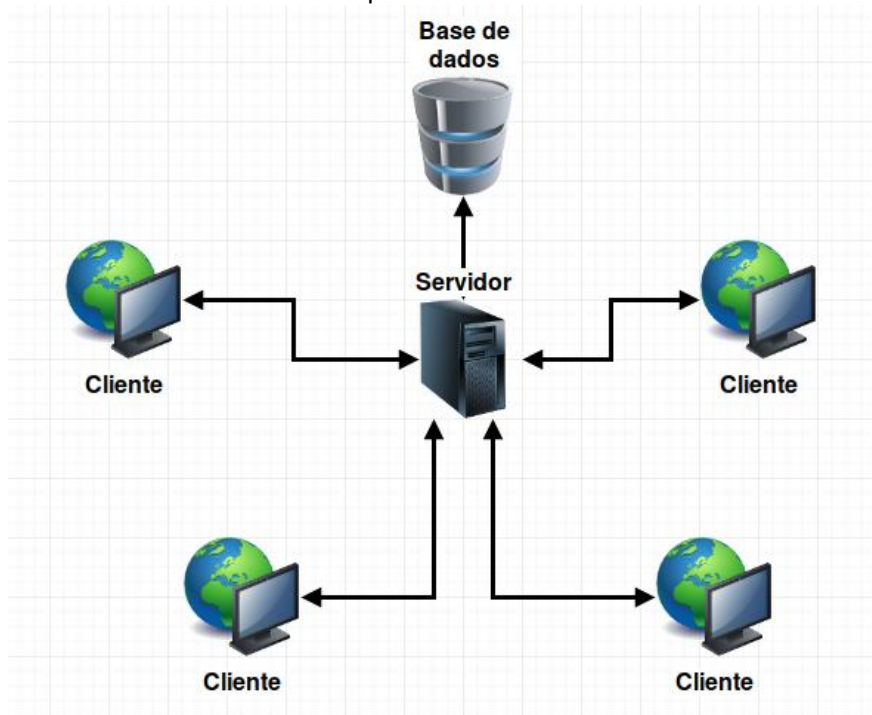 Base de
dados
Servidor
Cliente
Cliente
Cliente
Cliente